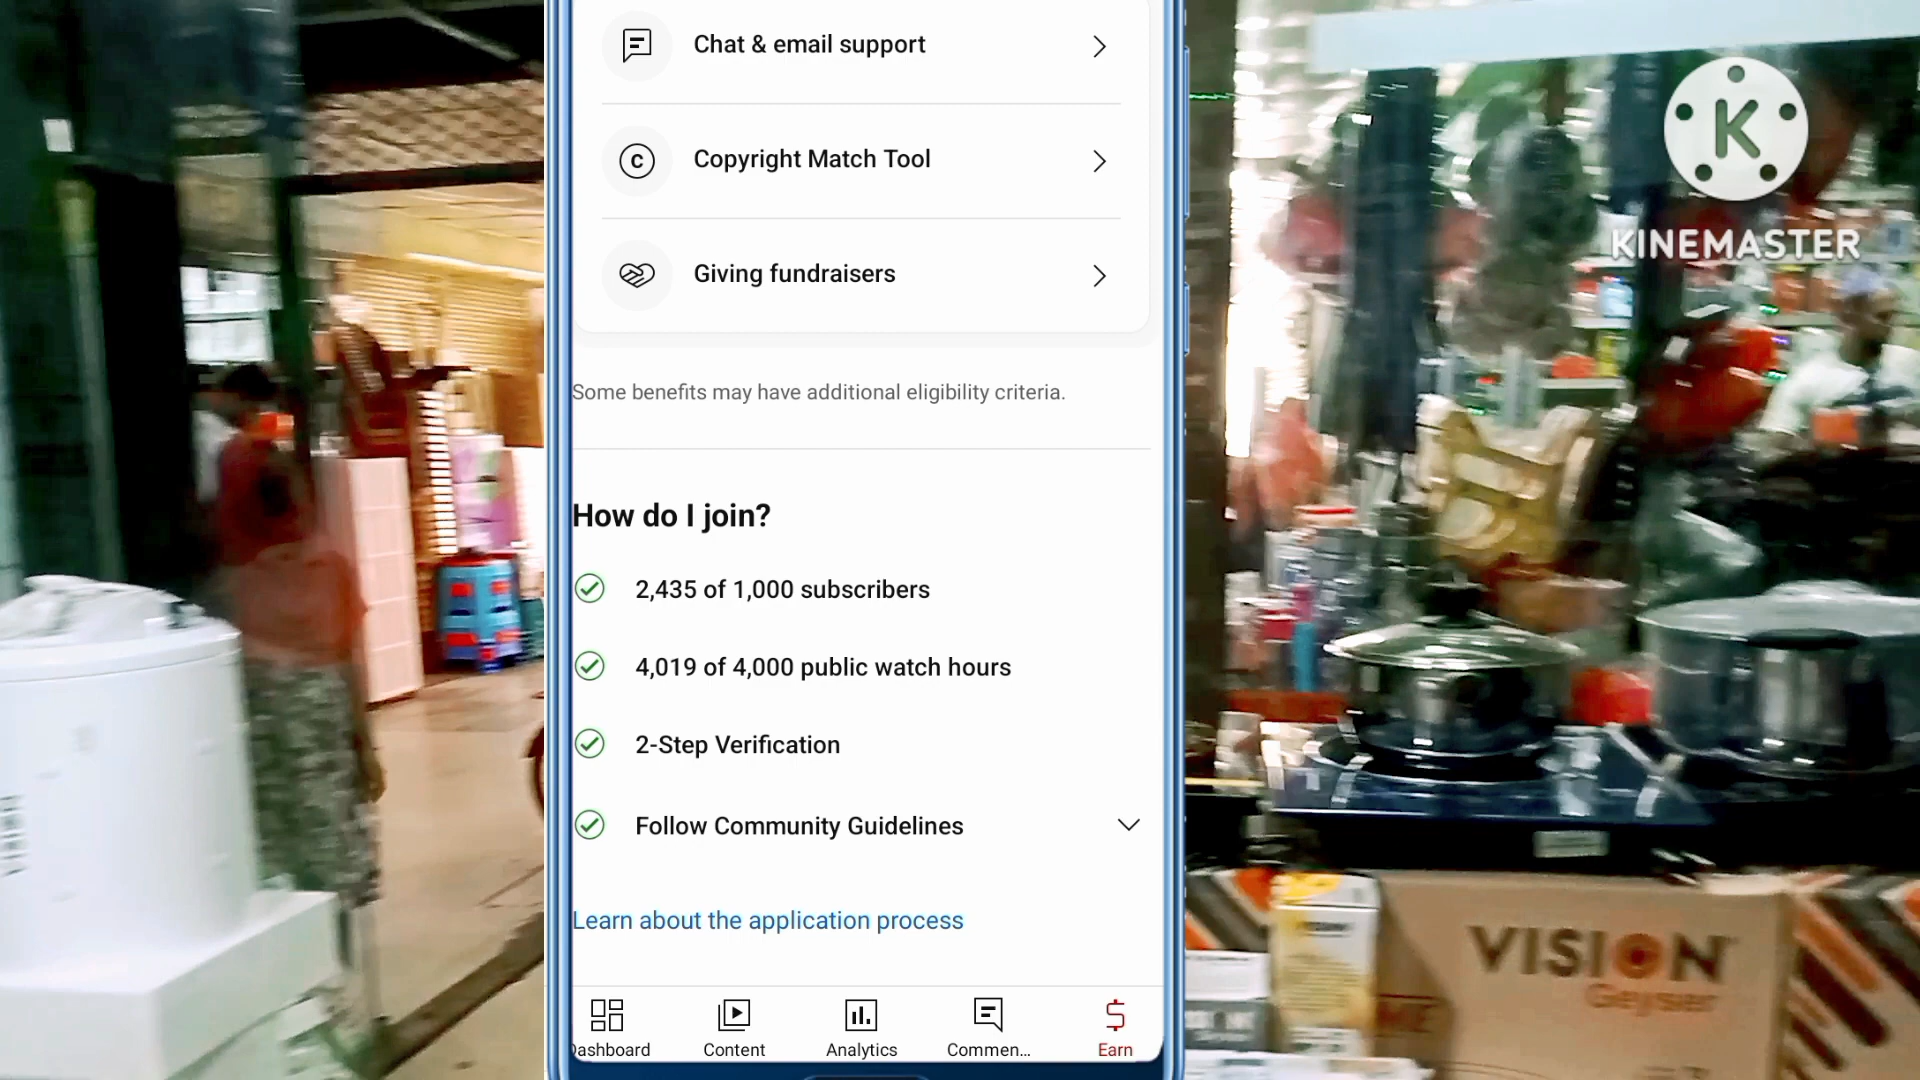 Chat & email support
Copyright Match Tool
Giving fundraisers
Some benefits may have additional eligibility criteria.
How do I join?
2,435 of 1,000 subscribers
4,019 of 4,000 public watch hours
2-Step Verification
Follow Community Guidelines
Learn about the application process
Dashboard
Content
Analytics
Commen...
Earn
K
KINEMASTER
VISION
Geyser